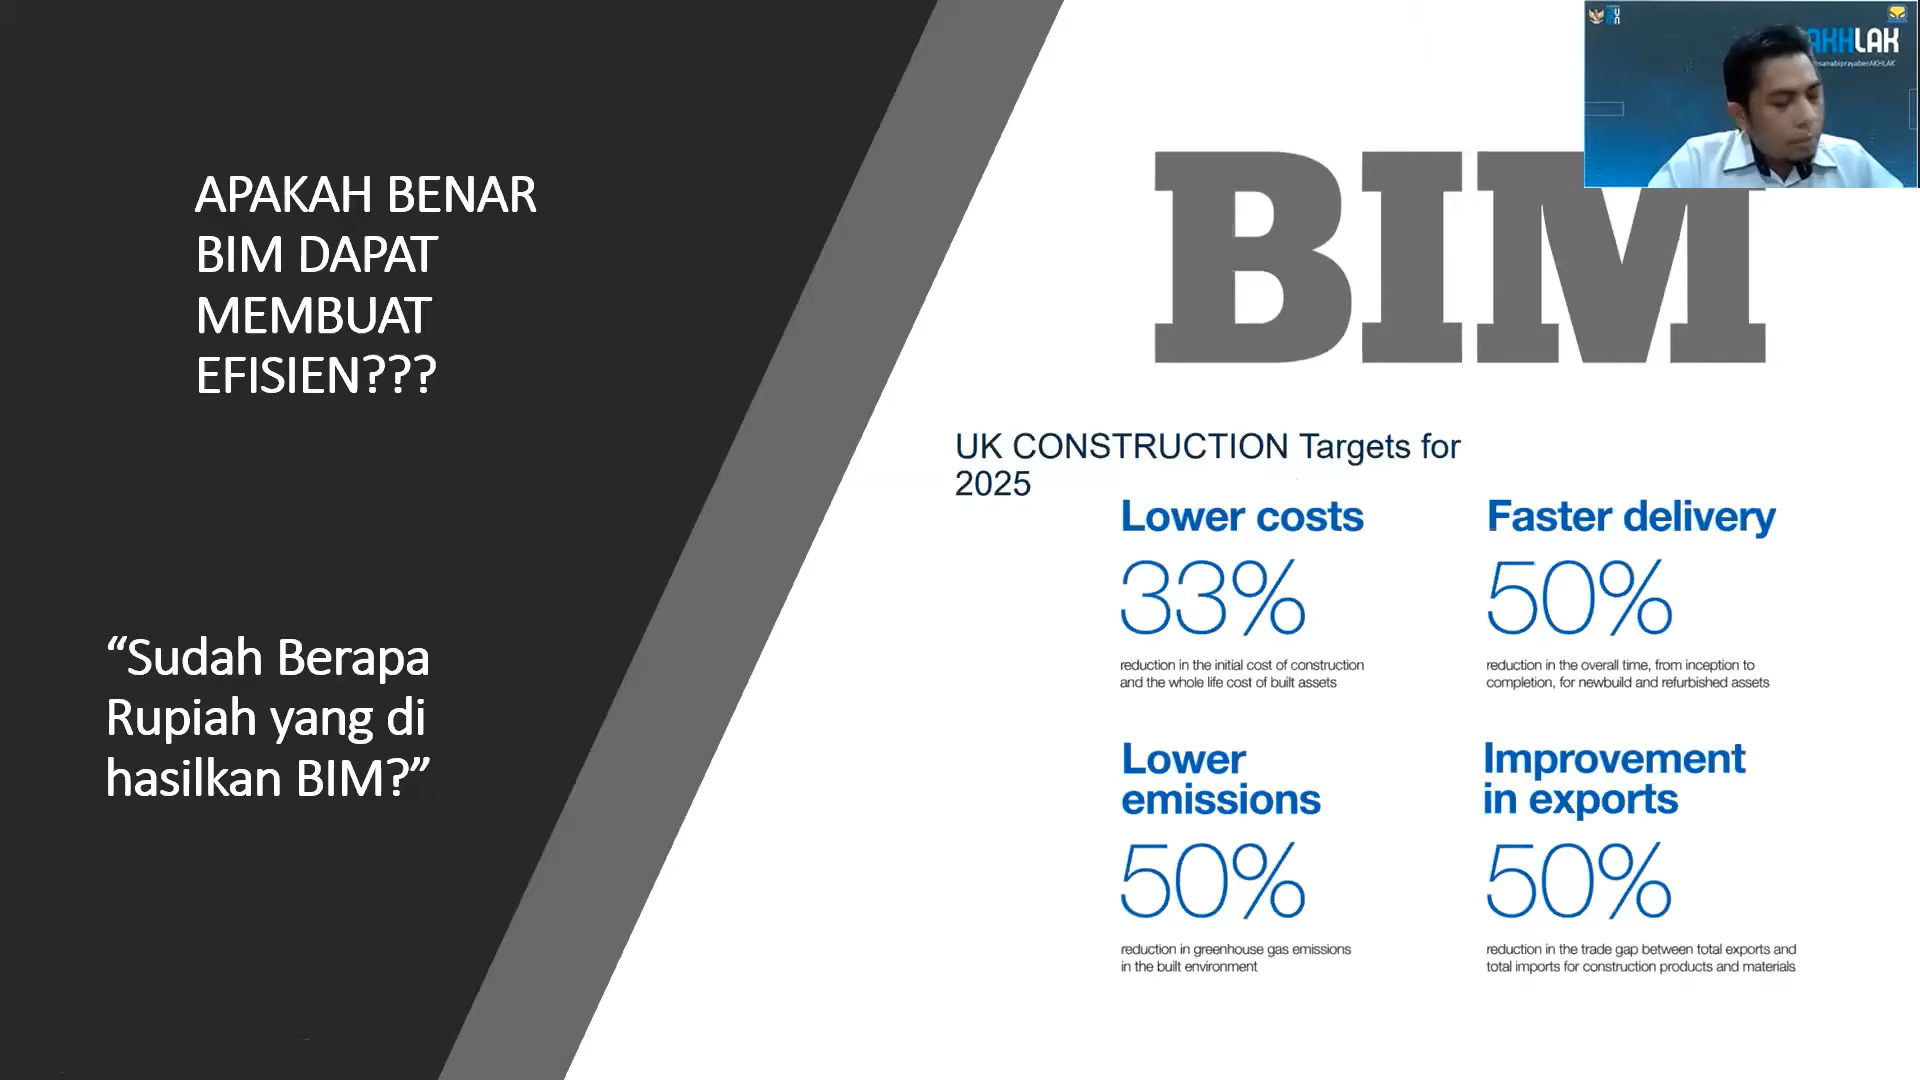 APAKAH BENAR
BIM DAPAT
MEMBUAT
EFISIEN???
“Sudah Berapa
Rupiah yang di
hasilkan BIM?”
AKHLAK
BIM
UK CONSTRUCTION Targets for
2025
Lower costs
33%
reduction in the initial cost of construction
and the whole life cost of built assets
Faster delivery
50%
reduction in the overall time, from inception to
completion, for newbuild and refurbished assets
Lower
emissions
50%
reduction in greenhouse gas emissions
in the built environment
Improvement
in exports
50%
reduction in the trade gap between total exports and
total imports for construction products and materials